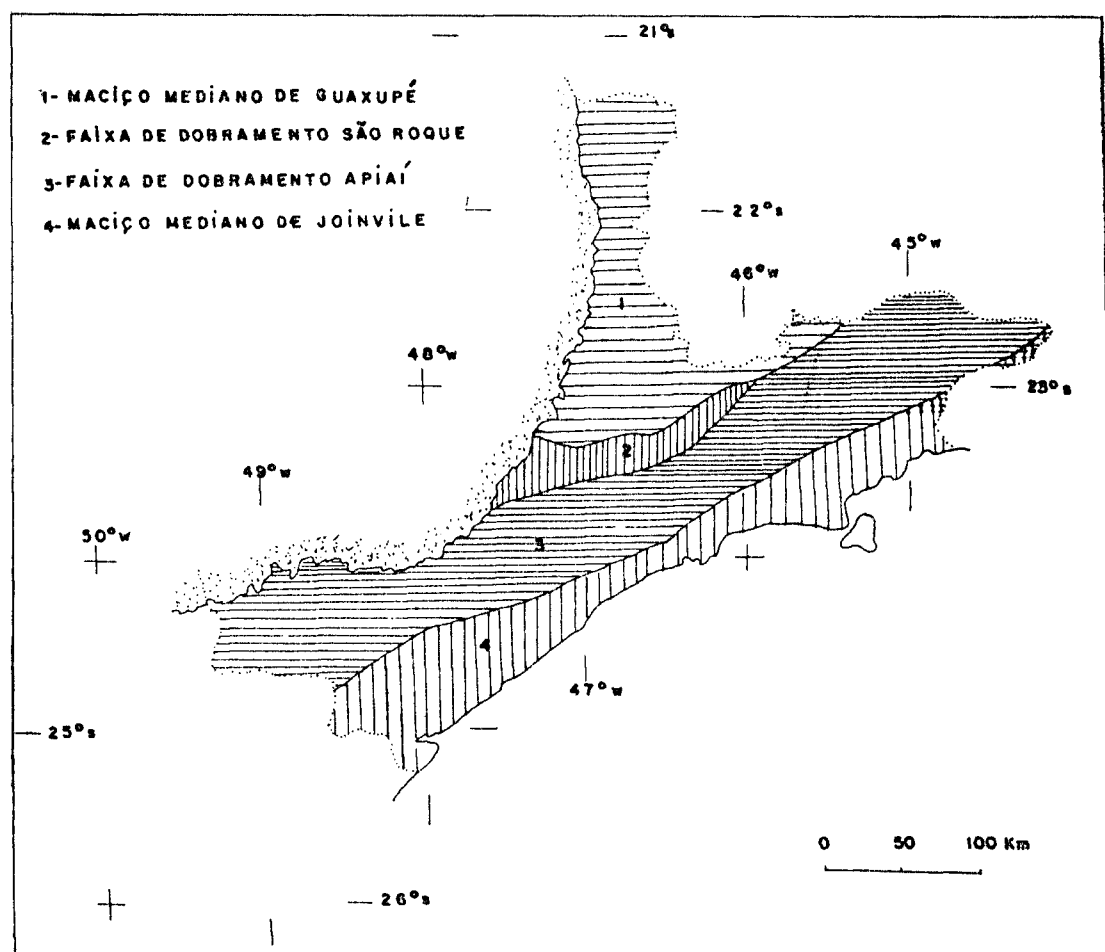 1- MACIÇO MEDIANO DE GUAXUPÉ
2- FAIXA DE DOBRAMENTO SÃO ROQUE
3- FAIXA DE DOBRAMENTO APIAÍ
4- MACIÇO MEDIANO DE JOINVILE
21°s
22°s
45°w
46°w
1
48°w
23°s
2
49°w
50°w
3
4
47°w
25°s
0 50 100 Km
26°s